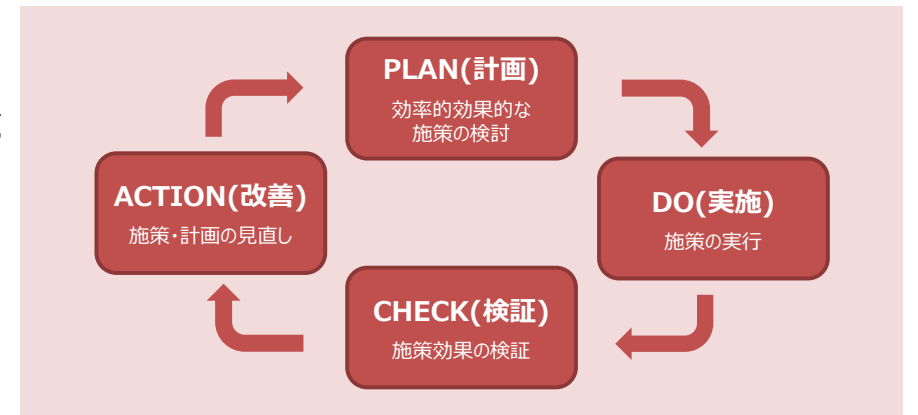 PLAN(計画)
効率的効果的な
施策の検討
ACTION(改善)
施策・計画の見直し
DO(実施)
施策の実行
CHECK(検証)
施策効果の検証